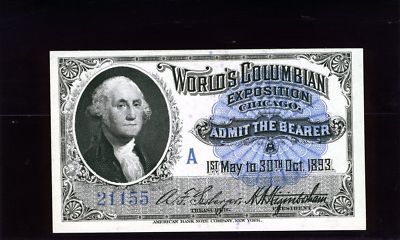 WORLD'S COLUMBIAN
EXPOSITION
CHICAGO.
ADMIT THE BEARER
A
A
1ST MAY TO 30TH OCT. 1893.
21155
TREASURER.
PRESIDENT
AMERICAN BANK NOTE COMPANY, NEW YORK.